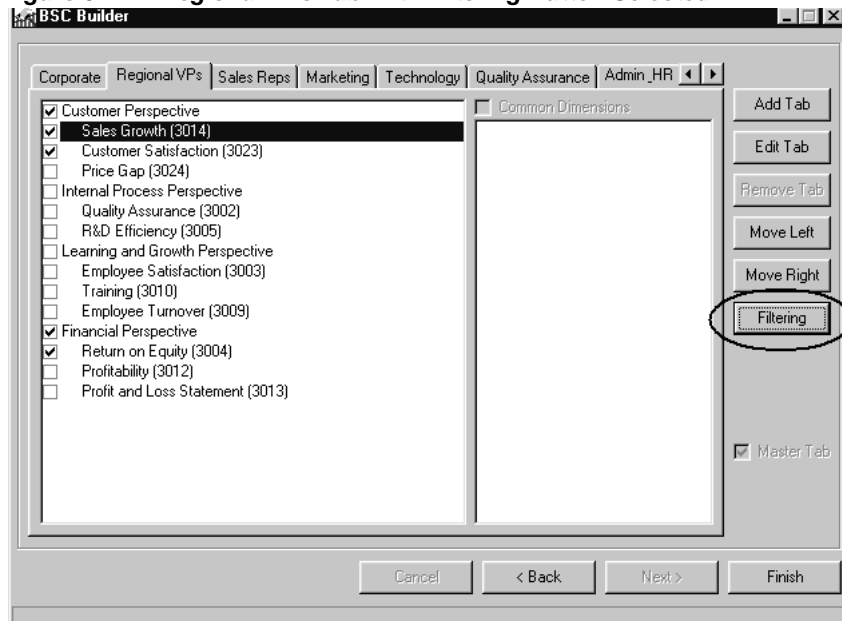 BSC Builder
Corporate Regional VPs Sales Reps Marketing Technology Quality Assurance Admin_HR
Customer Perspective
Sales Growth (3014)
Customer Satisfaction (3023)
Price Gap (3024)
Internal Process Perspective
Quality Assurance (3002)
R&D Efficiency (3005)
Learning and Growth Perspective
Employee Satisfaction (3003)
Training (3010)
Employee Turnover (3009)
Financial Perspective
Return on Equity (3004)
Profitability (3012)
Profit and Loss Statement (3013)
Common Dimensions
Add Tab
Edit Tab
Remove Tab
Move Left
Move Right
Filtering
Master Tab
Cancel
< Back
Next >
Finish